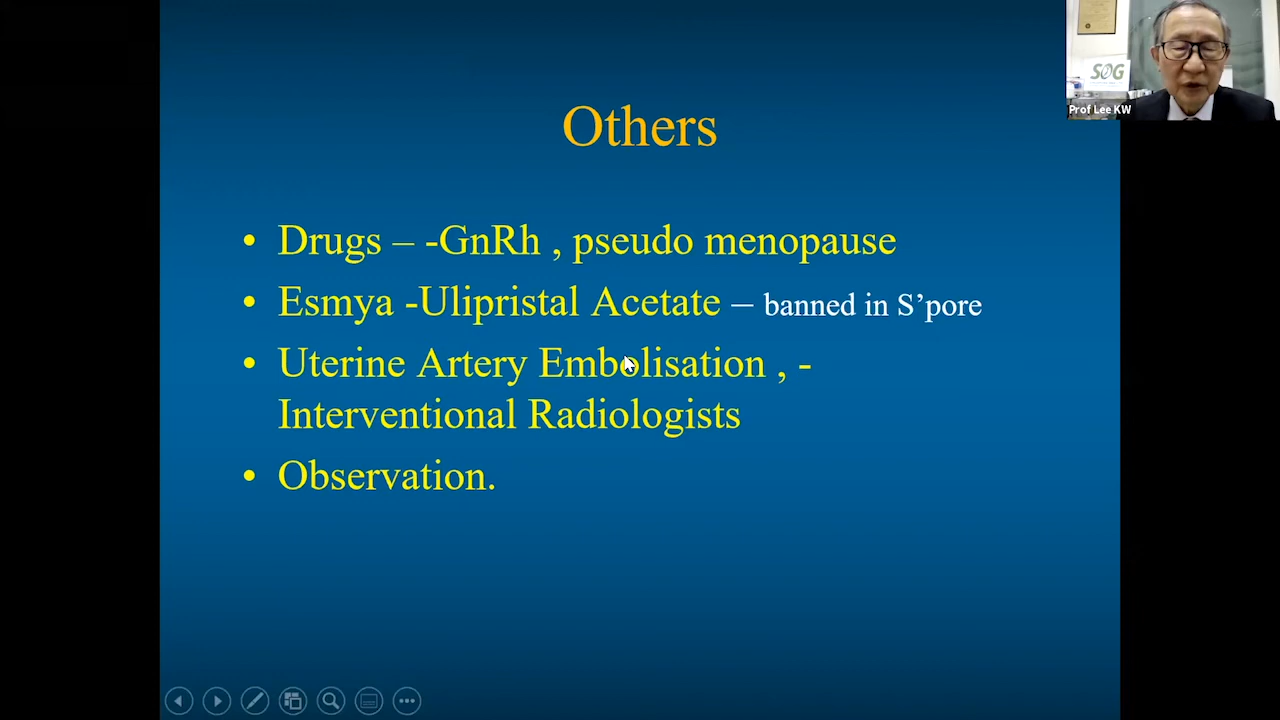 SOG
Prof Lee KW
Others
• Drugs – -GnRh , pseudo menopause
• Esmya -Ulipristal Acetate – banned in S’pore
• Uterine Artery Embolisation , -
Interventional Radiologists
• Observation.